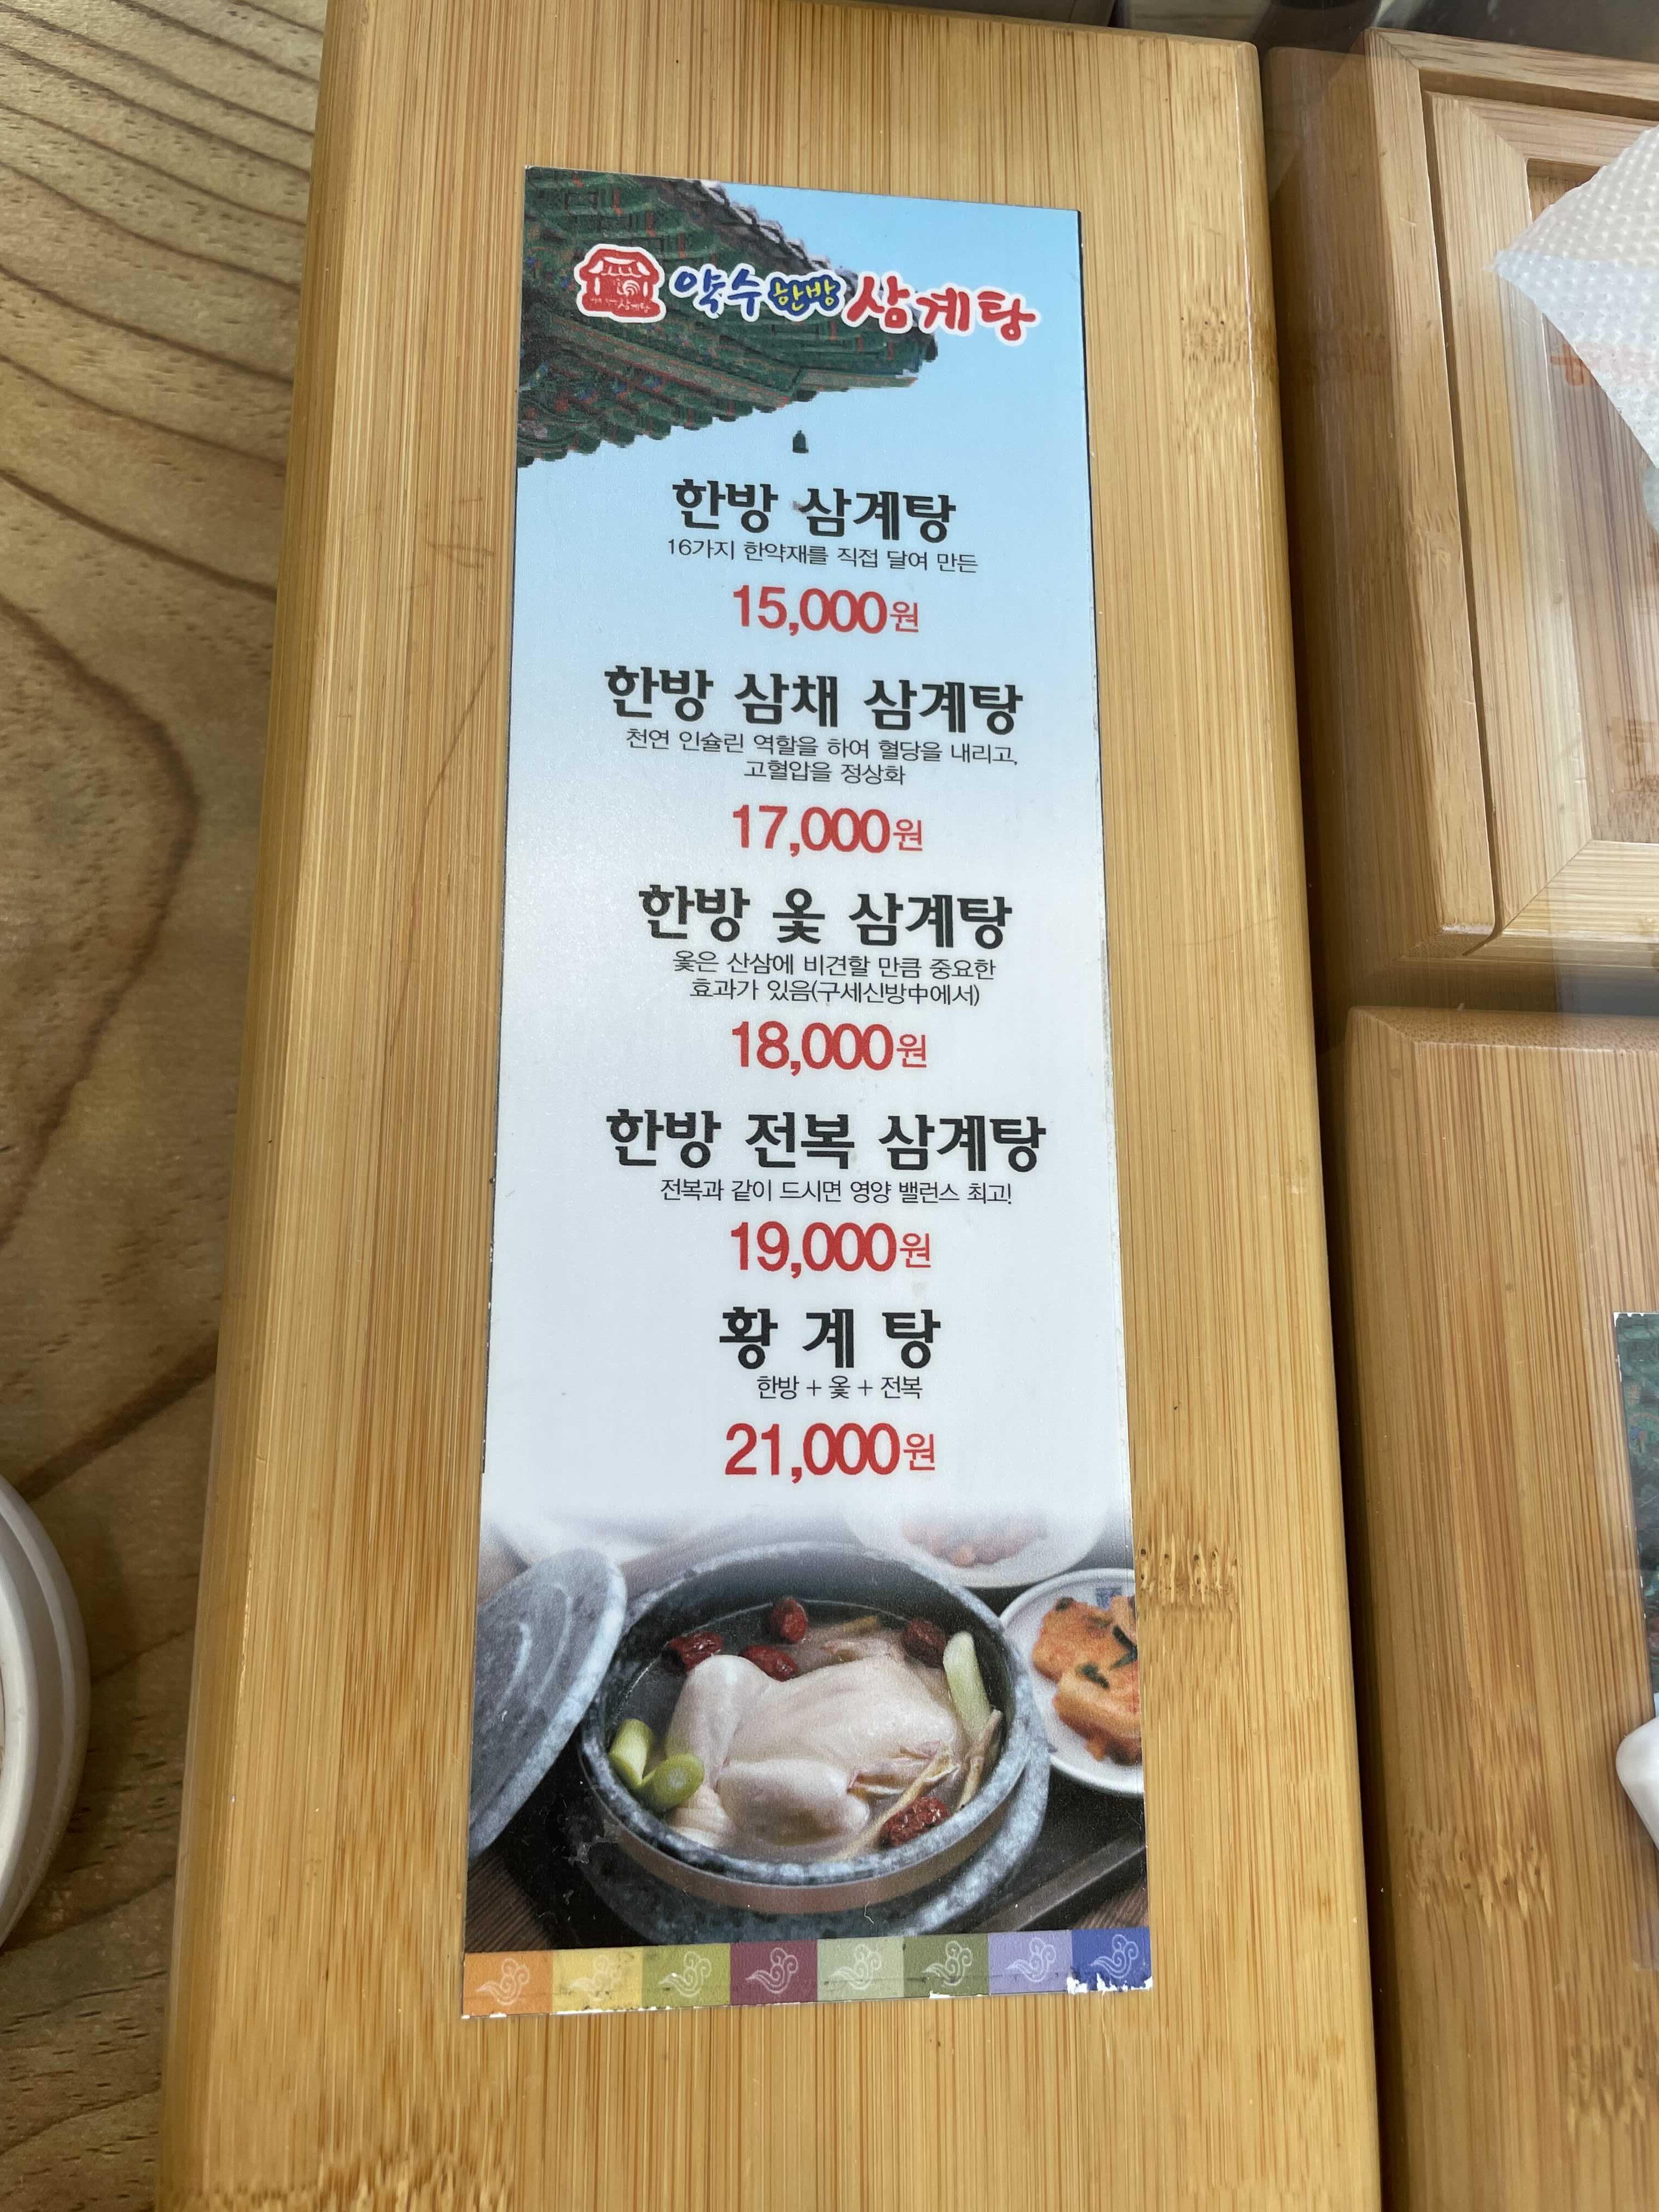 약수한방삼계탕
한방 삼계탕
16가지 한약재를 직접 달여 만든
15,000원
한방 삼채 삼계탕
천연 인슐린 역할을 하여 혈당을 내리고,
고혈압을 정상화
17,000원
한방 옻 삼계탕
옻은 산삼에 비견할 만큼 중요한
효과가 있음(구세신방中에서)
18,000원
한방 전복 삼계탕
전복과 같이 드시면 영양 밸런스 최고!
19,000원
황 계 탕
한방 + 옻 + 전복
21,000원